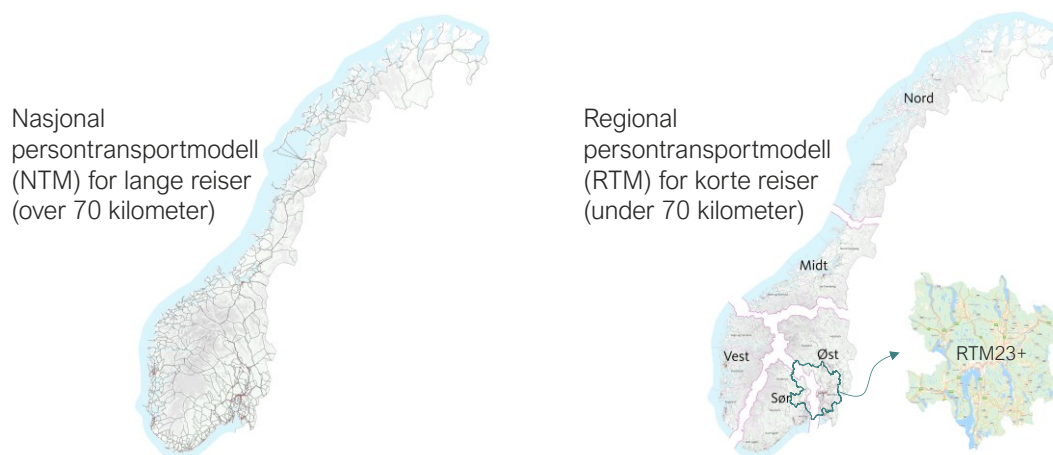 Nasjonal
persontransportmodell
(NTM) for lange reiser
(over 70 kilometer)
Regional
persontransportmodell
(RTM) for korte reiser
(under 70 kilometer)
Nord
Midt
Vest
Øst
Sør
RTM23+